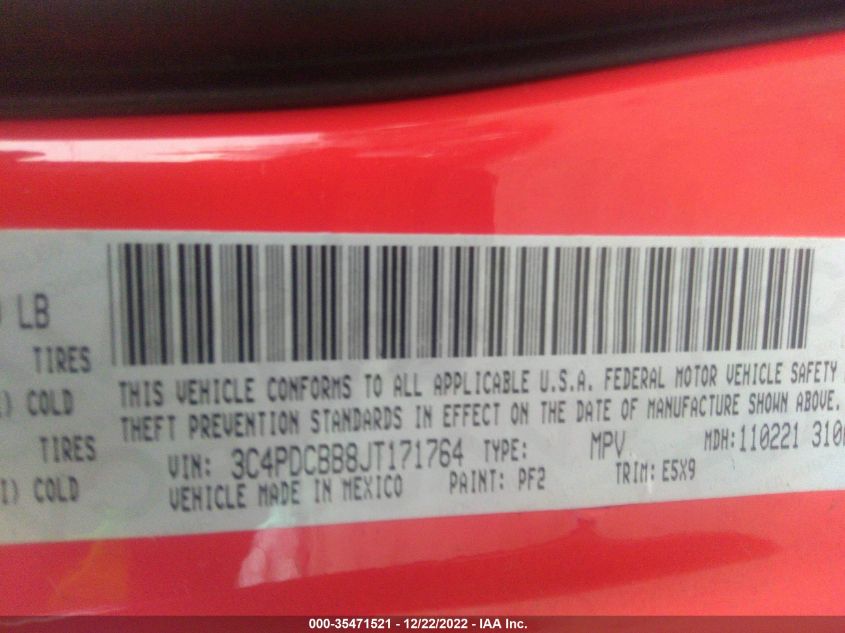 LB
TIRES
COLD
TIRES
COLD
THIS VEHICLE CONFORMS TO ALL APPLICABLE U.S.A. FEDERAL MOTOR VEHICLE SAFETY
THEFT PREVENTION STANDARDS IN EFFECT ON THE DATE OF MANUFACTURE SHOWN ABOVE.
VIN: 3C4PDCBB8JT171764 TYPE: MPV MDH:110221 310
VEHICLE MADE IN MEXICO PAINT: PF2 TRIM: E5X9
000-35471521 - 12/22/2022 - IAA Inc.